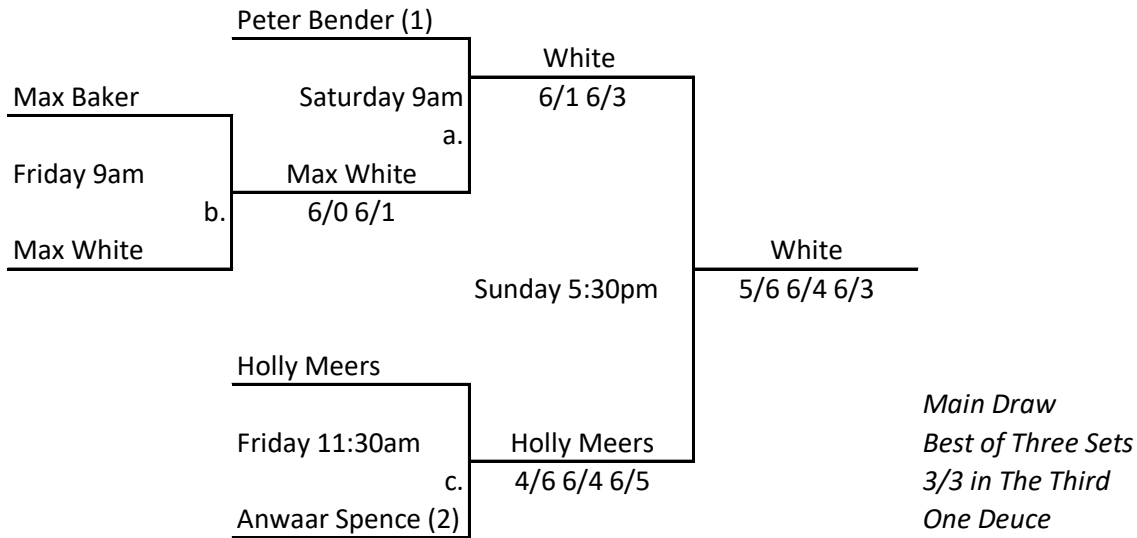 Peter Bender (1)
White
Max Baker
Saturday 9am
6/1 6/3
a.
Friday 9am
Max White
b.
6/0 6/1
Max White
White
Sunday 5:30pm
5/6 6/4 6/3
Holly Meers
Main Draw
Friday 11:30am
Holly Meers
Best of Three Sets
c.
4/6 6/4 6/5
3/3 in The Third
Anwaar Spence (2)
One Deuce